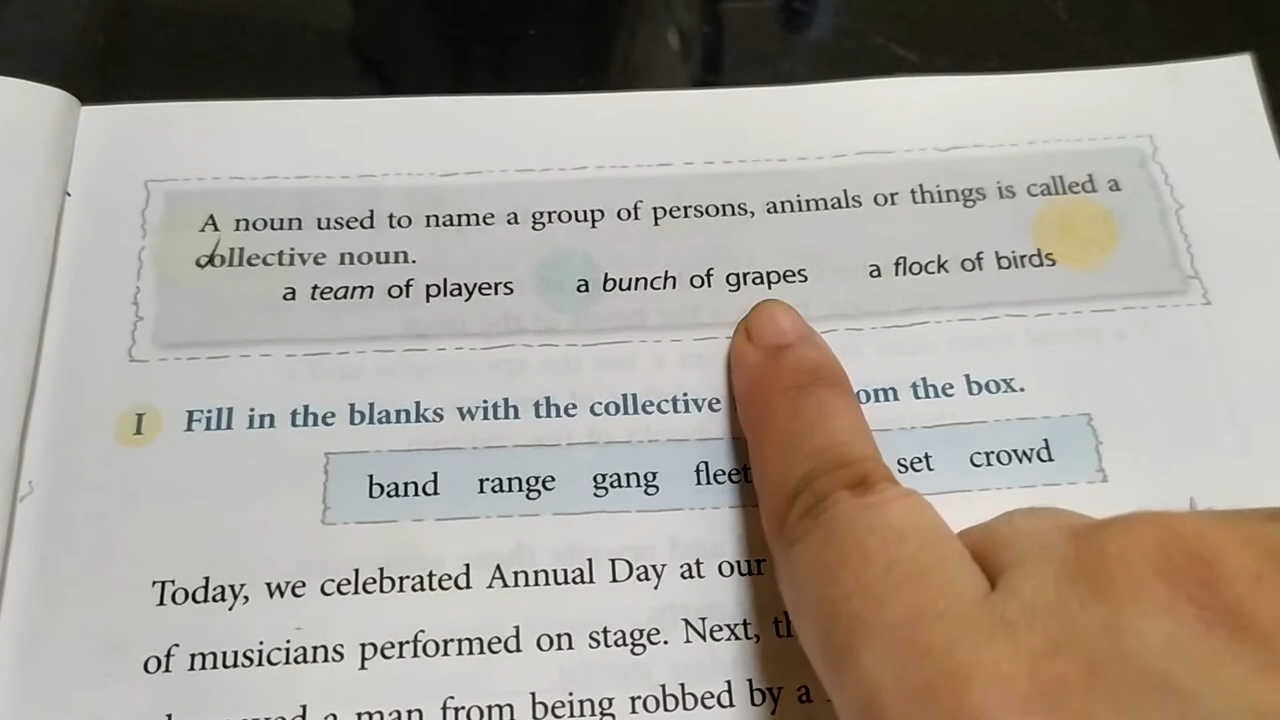 A noun used to name a group of persons, animals or things is called a
collective noun.
a team of players a bunch of grapes a flock of birds
I Fill in the blanks with the collective om the box.
band range gang fleet set crowd
Today, we celebrated Annual Day at our
of musicians performed on stage. Next, th
a man from being robbed by a